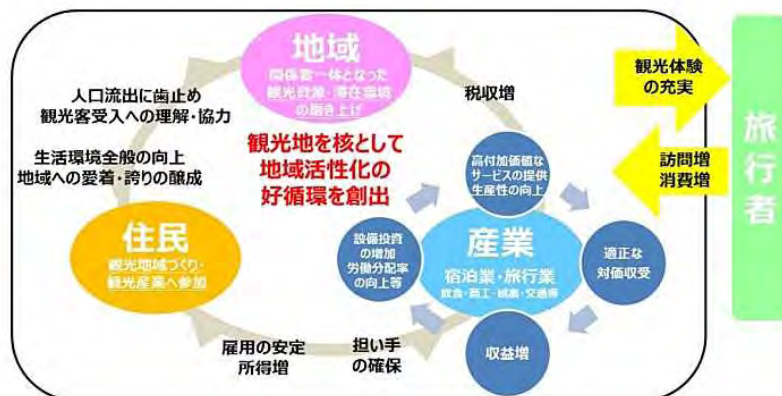 地域
関係者一体となった
観光資源・滞在環境
の磨き上げ
人口流出に歯止め
観光客受入への理解・協力
税収増
観光体験
の充実
旅行者
観光地を核として
地域活性化の
好循環を創出
生活環境全般の向上
地域への愛着・誇りの醸成
高付加価値な
サービスの提供
生産性の向上
訪問増
消費増
住民
観光地域づくり・
観光産業へ参加
設備投資
の増加
労働分配率
の向上等
産業
宿泊業・旅行業
飲食・商工・農業・交通等
適正な
対価収受
収益増
雇用の安定
所得増
担い手
の確保